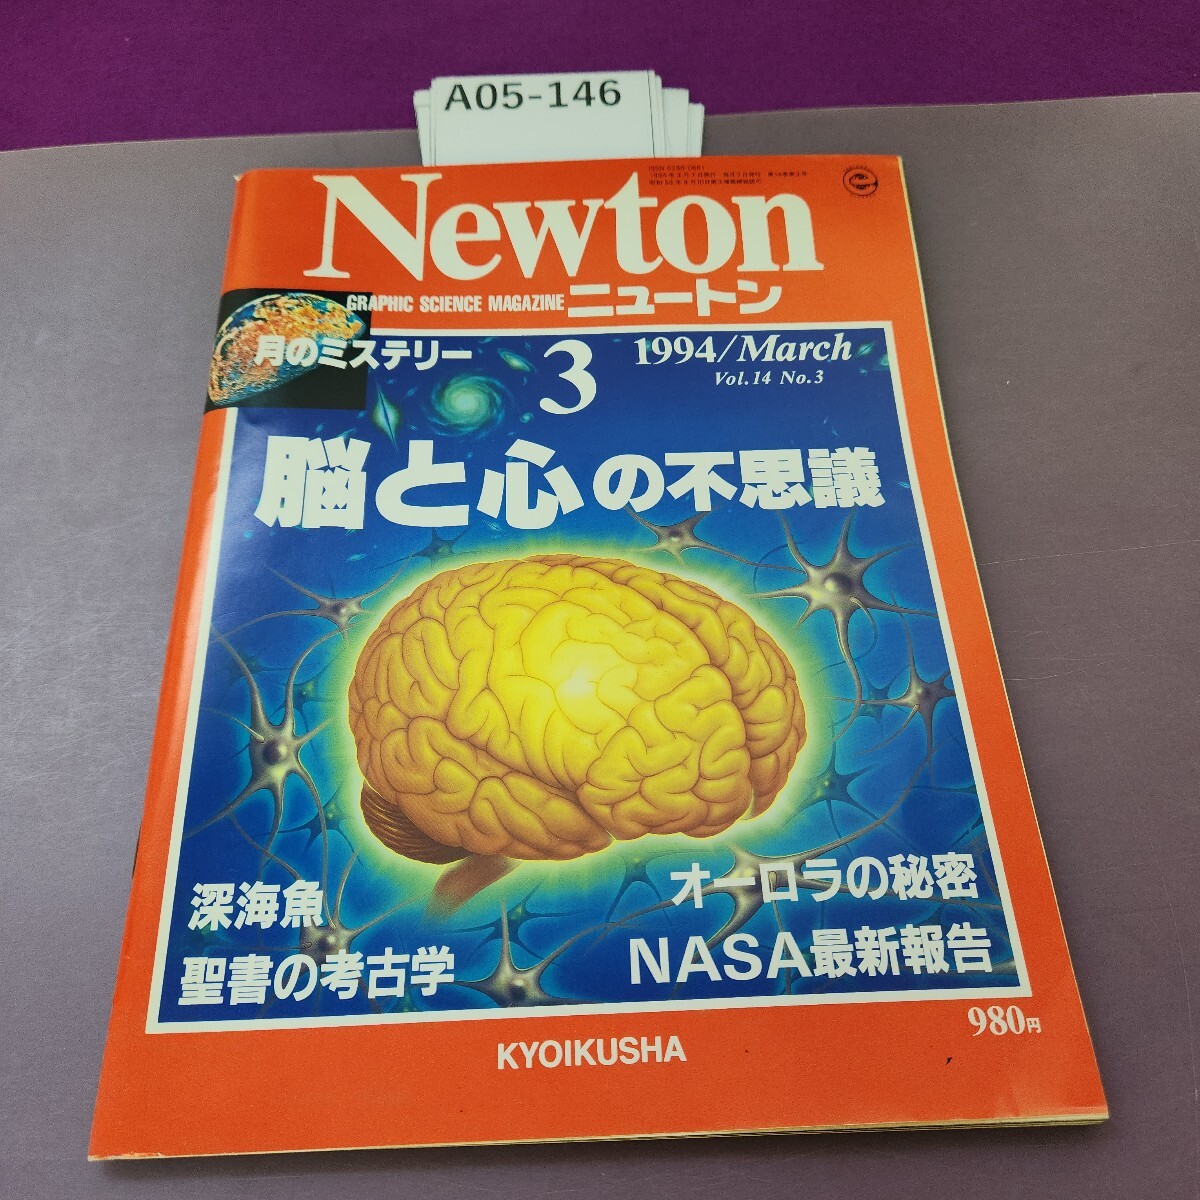 A05-146
ISSN 0286-0651
Newton
GRAPHIC SCIENCE MAGAZINE ニュートン
月のミステリー
3
1994/March
Vol.14 No.3
脳と心の不思議
深海魚
聖書の考古学
オーロラの秘密
NASA最新報告
980円
KYOIKUSHA